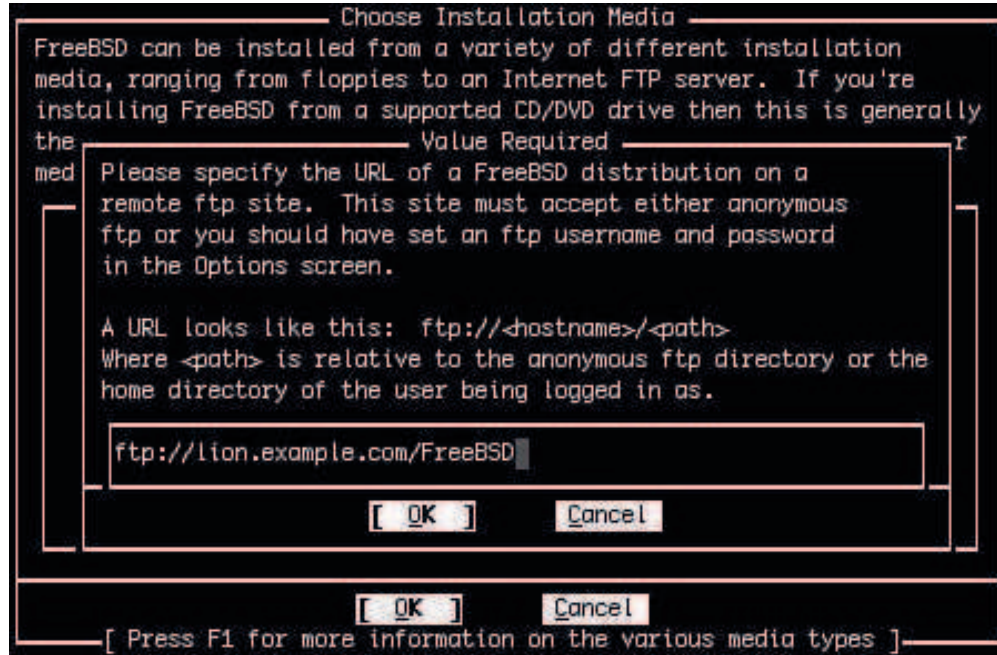 Choose Installation Media
FreeBSD can be installed from a variety of different installation
media, ranging from floppies to an Internet FTP server.  If you're
installing FreeBSD from a supported CD/DVD drive then this is generally
the
r
med
Value Required
Please specify the URL of a FreeBSD distribution on a
remote ftp site.  This site must accept either anonymous
ftp or you should have set an ftp username and password
in the Options screen.
A URL looks like this:  ftp://<hostname>/<path>
Where <path> is relative to the anonymous ftp directory or the
home directory of the user being logged in as.
ftp://lion.example.com/FreeBSD
[ OK ] Cancel
[ OK ] Cancel
[ Press F1 for more information on the various media types ]